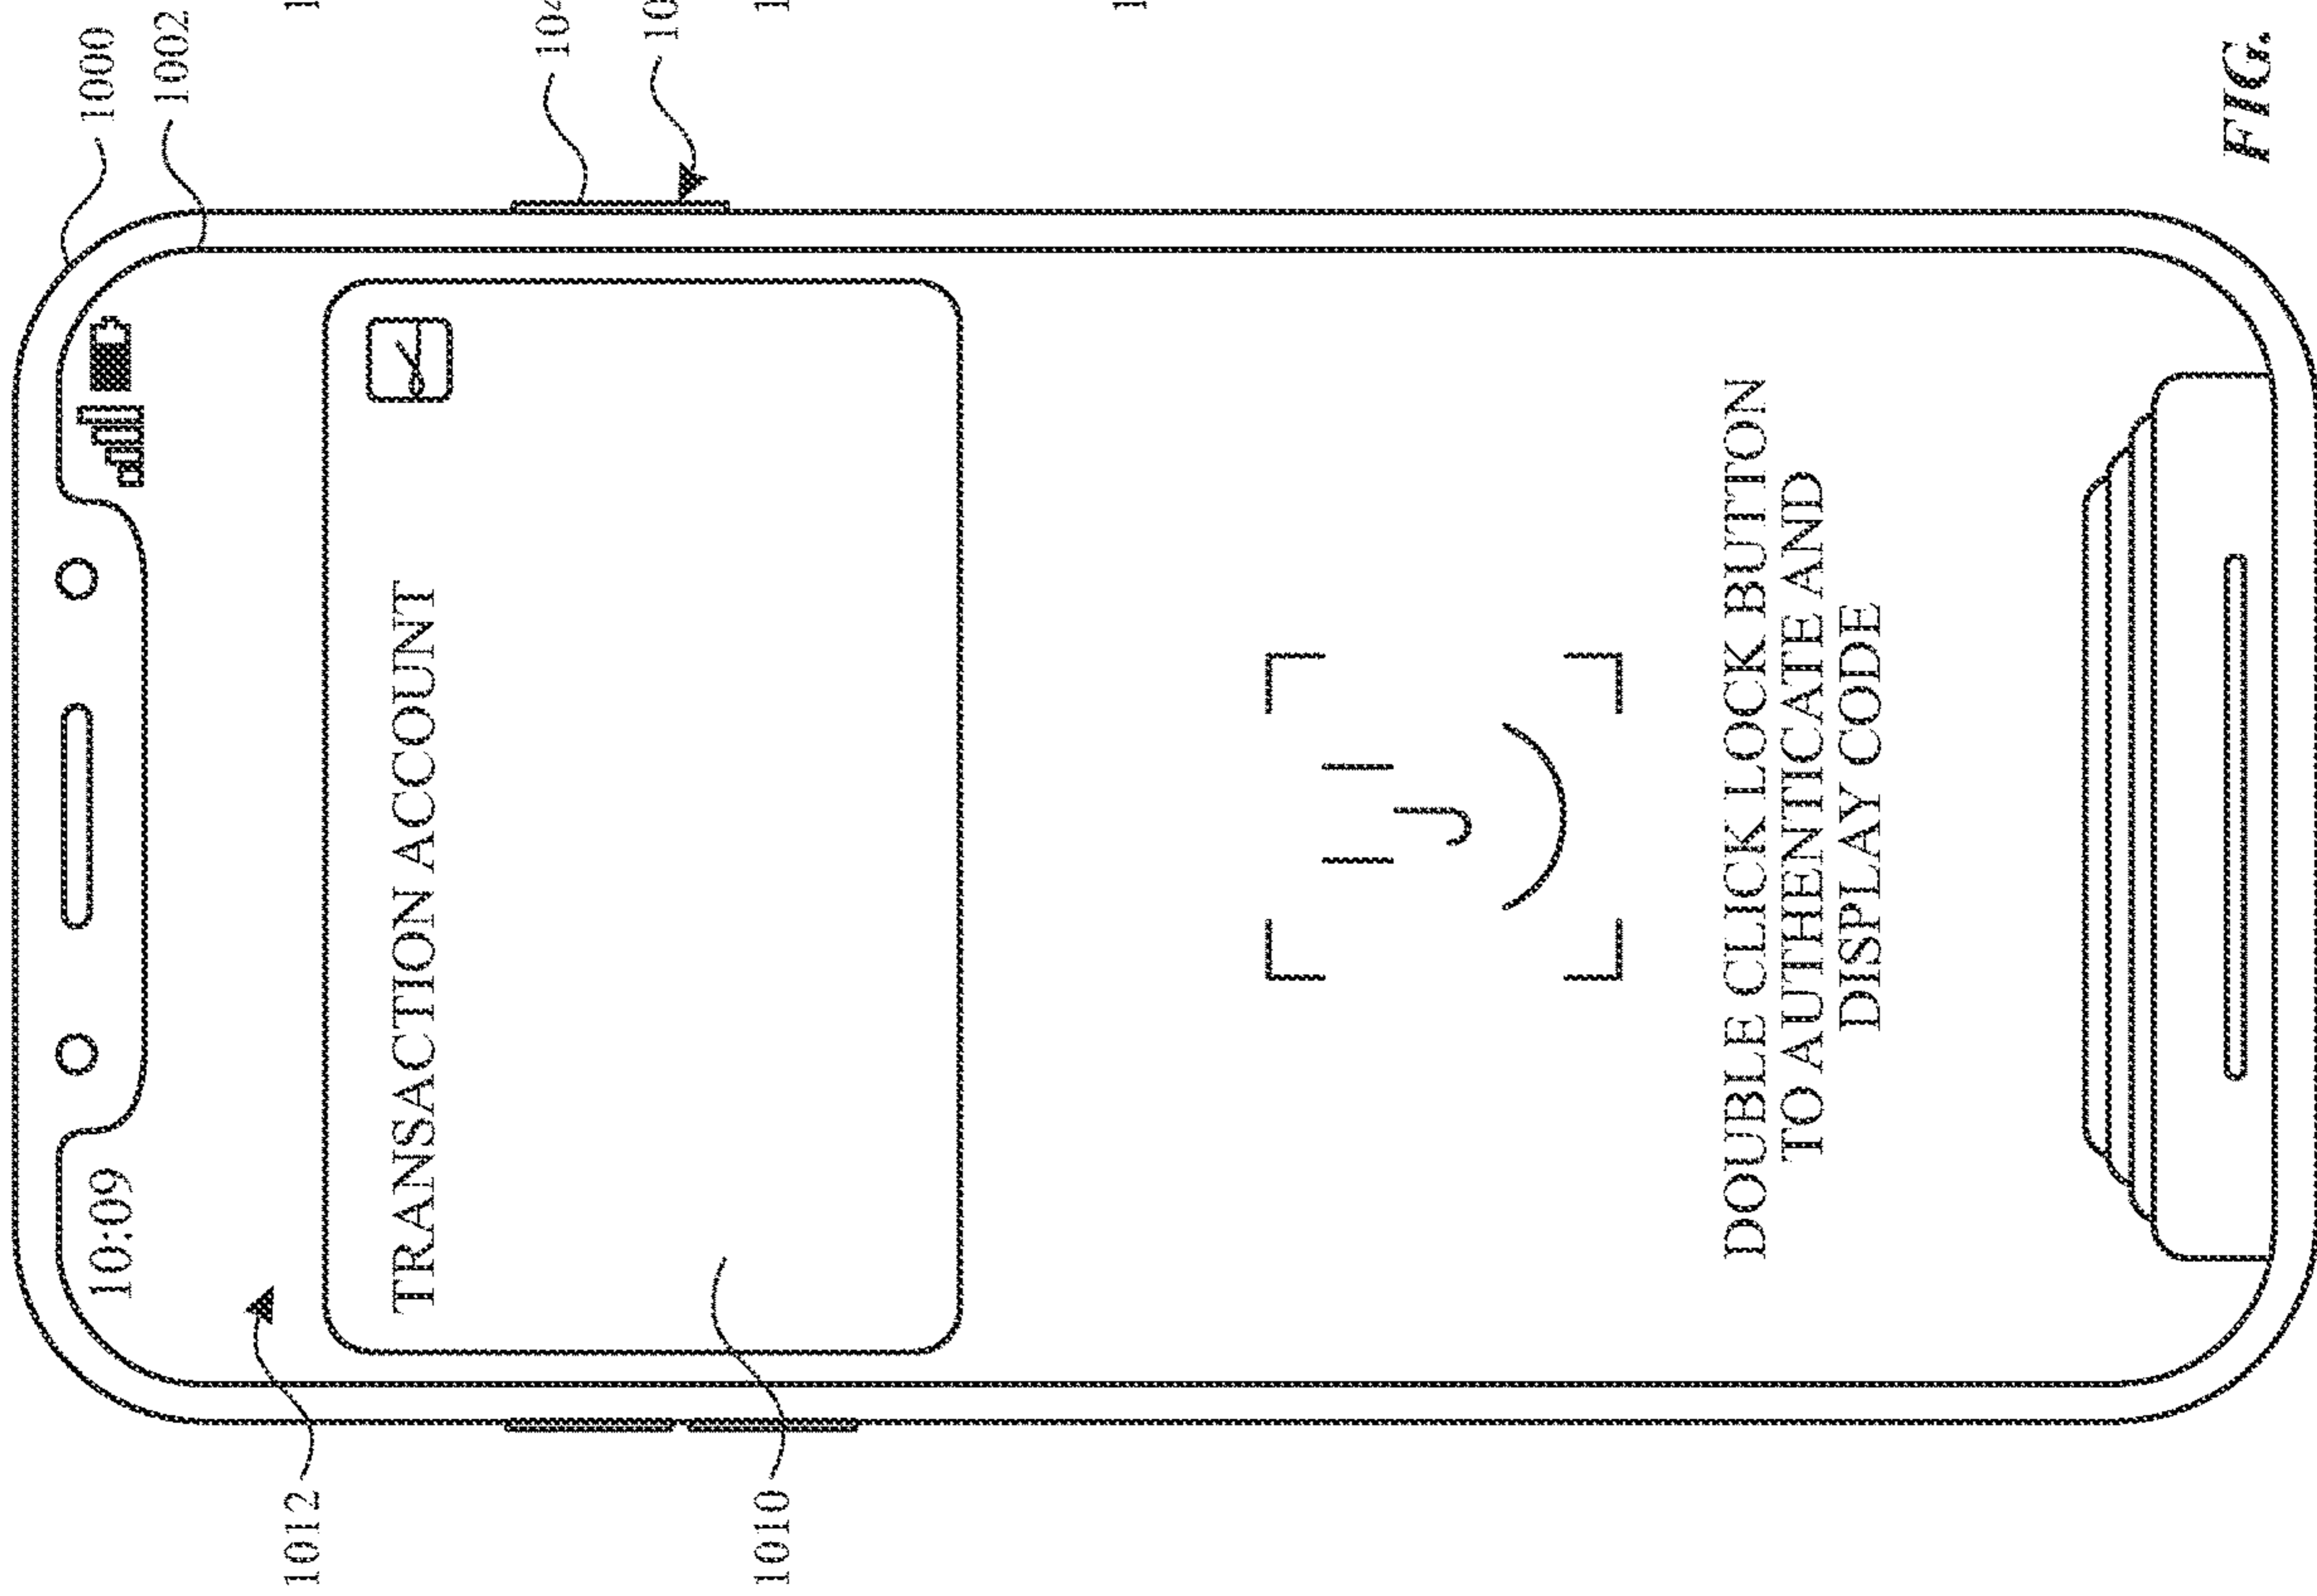 1000
1002
10:09
1012
TRANSACTION ACCOUNT
1010
DOUBLE CLICK LOCK BUTTON
TO AUTHENTICATE AND
DISPLAY CODE
FIG.